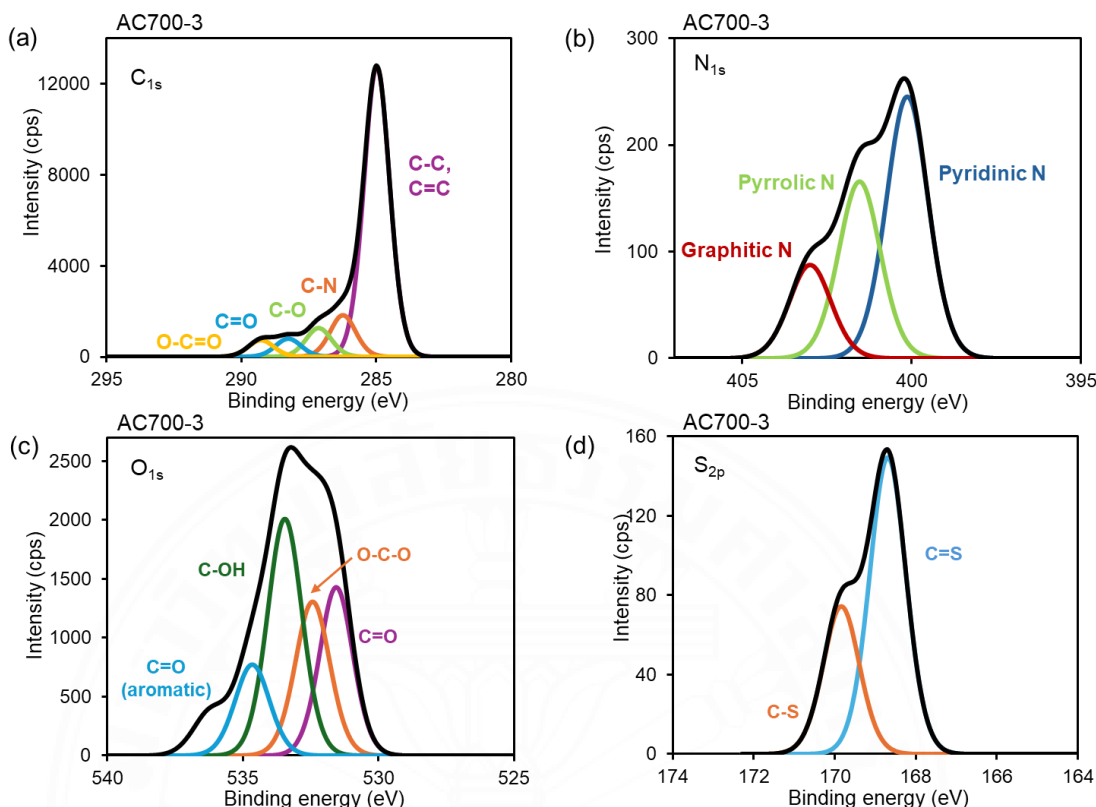 (a)
AC700-3
C1s
12000
8000
4000
0
Intensity (cps)
C-C,
C=C
C-N
C-O
C=O
O-C=O
295
290
285
280
Binding energy (eV)
(b)
AC700-3
N1s
300
200
100
0
Intensity (cps)
Pyrrolic N
Pyridinic N
Graphitic N
405
400
395
Binding energy (eV)
(c)
AC700-3
O1s
2500
2000
1500
1000
500
0
Intensity (cps)
C-OH
O-C-O
C=O
C=O
(aromatic)
540
535
530
525
Binding energy (eV)
(d)
AC700-3
S2p
160
120
80
40
0
Intensity (cps)
C=S
C-S
174
172
170
168
166
164
Binding energy (eV)